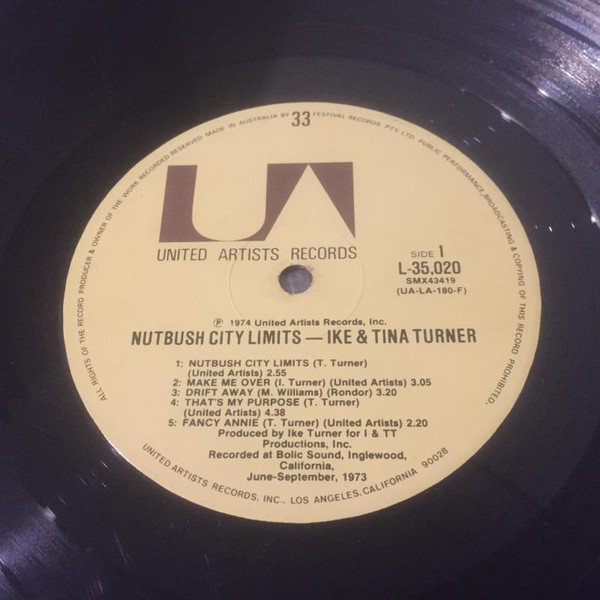 ALL RIGHTS OF THE RECORD PRODUCER & OWNER OF THE WORK RECORDED RESERVED MADE IN AUSTRALIA BY FESTIVAL RECORDS PTY. LTD. PUBLIC PERFORMANCE, BROADCASTING & COPYING OF THIS RECORD PROHIBITED.
33
UA
UNITED ARTISTS RECORDS
SIDE 1
L-35,020
SMX43419
(UA-LA-180-F)
℗ 1974 United Artists Records, Inc.
NUTBUSH CITY LIMITS — IKE & TINA TURNER
1: NUTBUSH CITY LIMITS (T. Turner)
(United Artists) 2.55
2: MAKE ME OVER (I. Turner) (United Artists) 3.05
3: DRIFT AWAY (M. Williams) (Rondor) 3.20
4: THAT'S MY PURPOSE (T. Turner)
(United Artists) 4.38
5: FANCY ANNIE (T. Turner) (United Artists) 2.20
Produced by Ike Turner for I & TT
Productions, Inc.
Recorded at Bolic Sound, Inglewood,
California,
June-September, 1973
UNITED ARTISTS RECORDS, INC., LOS ANGELES, CALIFORNIA 90028